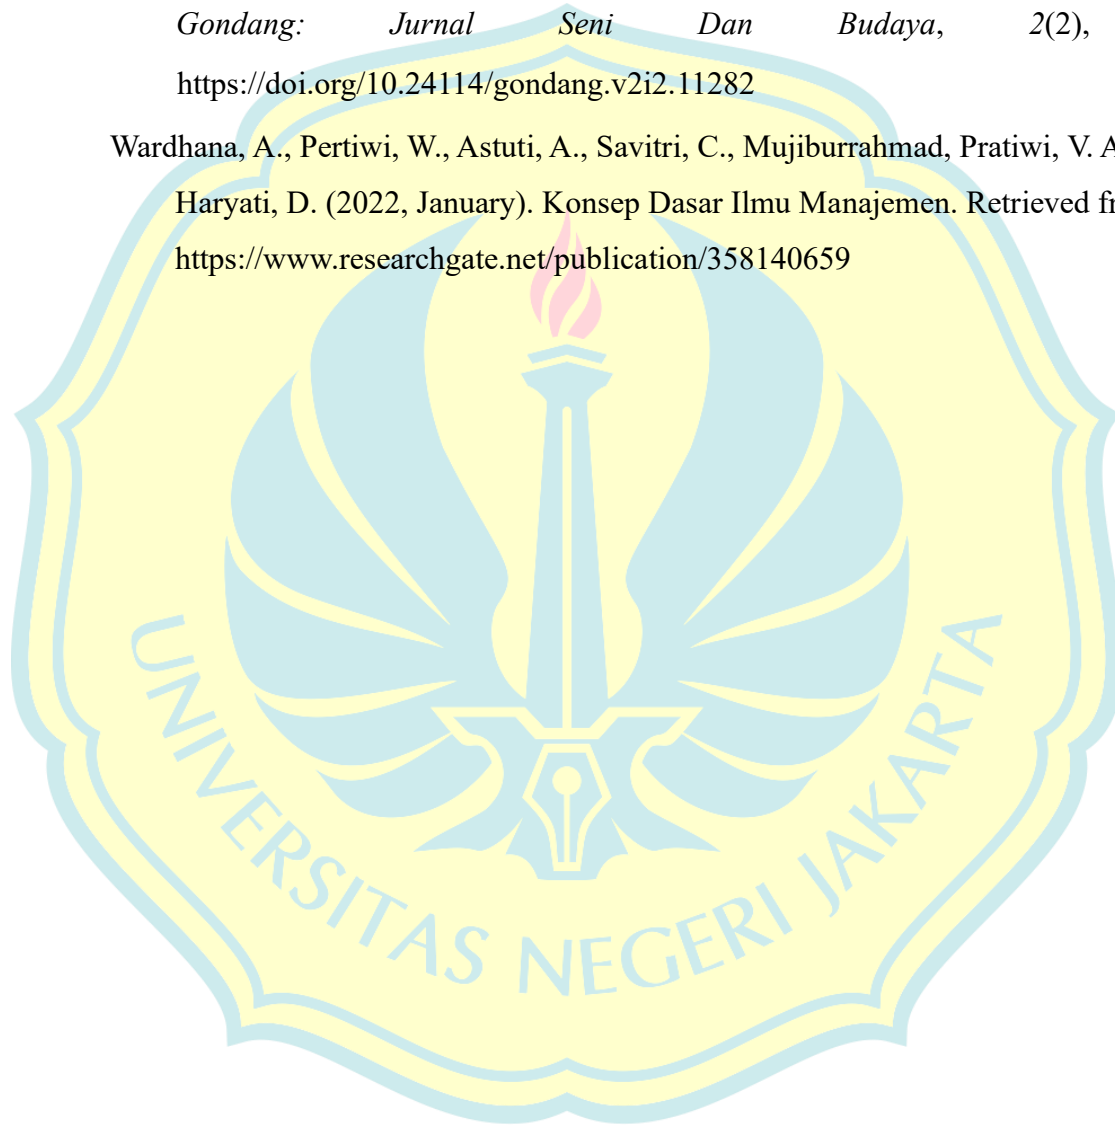 Gondang: Jurnal Seni Dan Budaya, 2(2),
https://doi.org/10.24114/gondang.v2i2.11282
Wardhana, A., Pertiwi, W., Astuti, A., Savitri, C., Mujiburrahmad, Pratiwi, V. A
Haryati, D. (2022, January). Konsep Dasar Ilmu Manajemen. Retrieved fr
https://www.researchgate.net/publication/358140659
UNIVERSITAS NEGERI JAKARTA